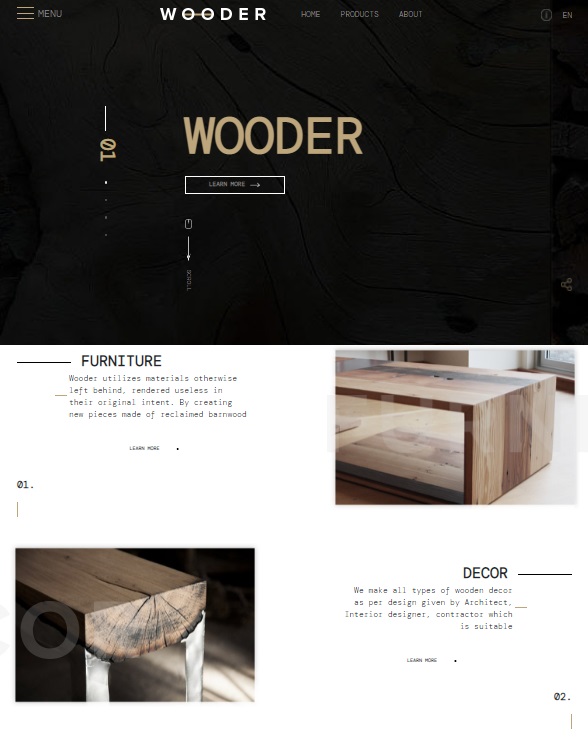 MENU
WOODER
HOME PRODUCTS ABOUT
EN
01
WOODER
LEARN MORE
SCROLL
FURNITURE
Wooder utilizes materials otherwise
left behind, rendered useless in
their original intent. By creating
new pieces made of reclaimed barnwood
LEARN MORE
01.
DECOR
We make all types of wooden decor
as per design given by Architect,
Interior designer, contractor which
is suitable
LEARN MORE
02.